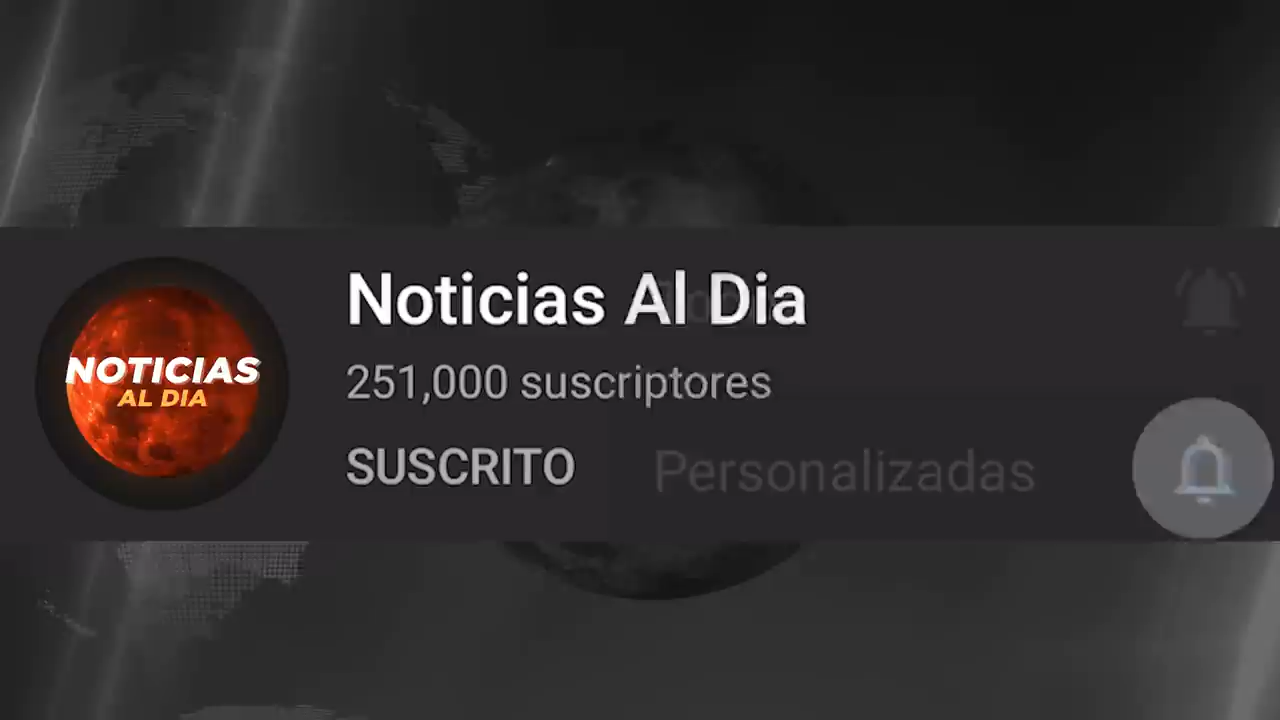 Noticias Al Dia
251,000 suscriptores
SUSCRITO
Personalizadas
NOTICIAS
AL DIA